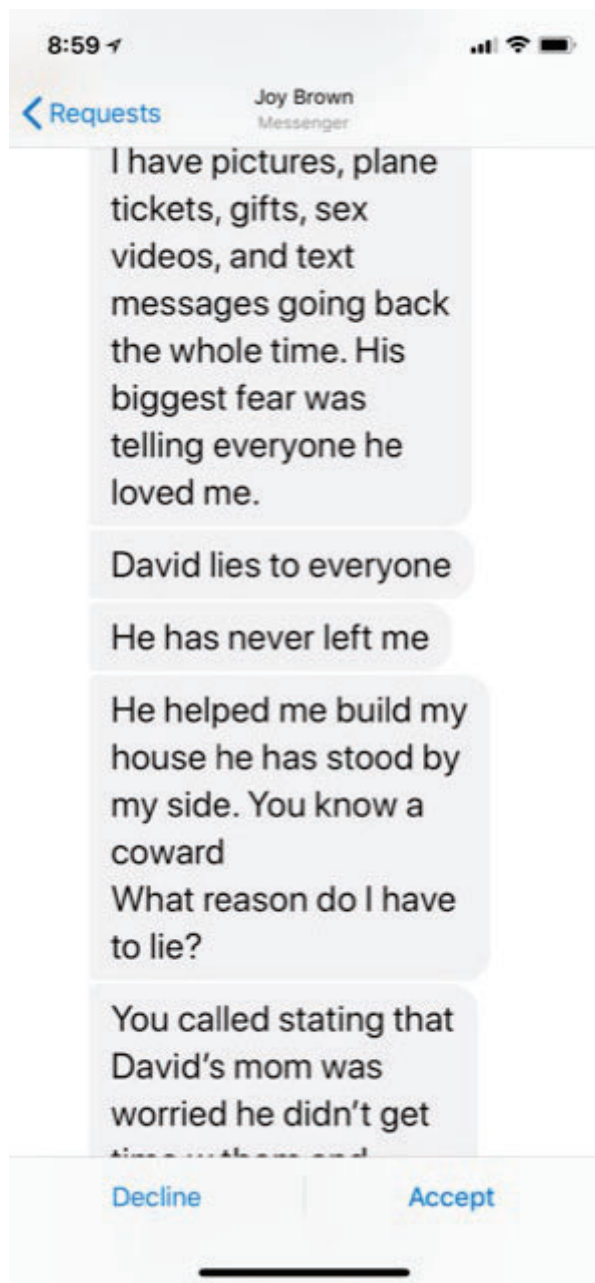 8:59
Requests
Joy Brown
Messenger
I have pictures, plane
tickets, gifts, sex
videos, and text
messages going back
the whole time. His
biggest fear was
telling everyone he
loved me.
David lies to everyone
He has never left me
He helped me build my
house he has stood by
my side. You know a
coward
What reason do I have
to lie?
You called stating that
David's mom was
worried he didn't get
Decline
Accept